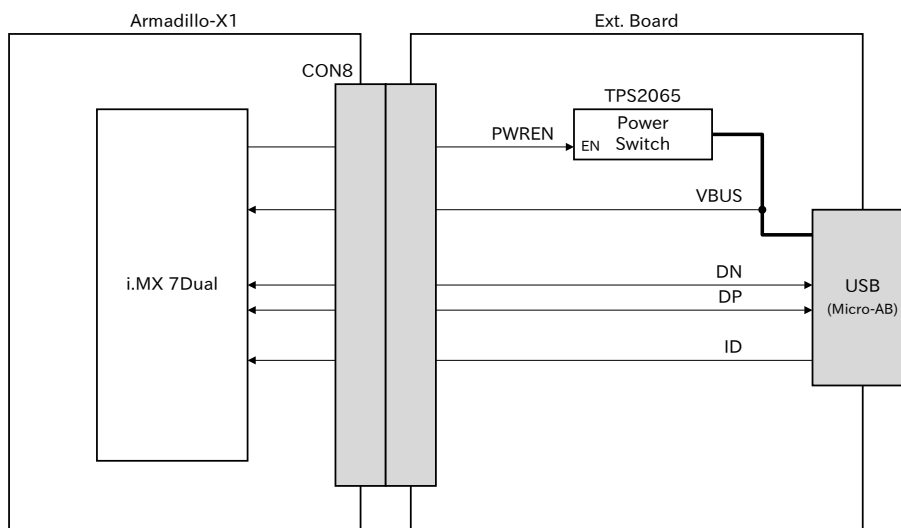 Armadillo-X1
Ext. Board
CON8
TPS2065
Power
Switch
PWREN
EN
VBUS
i.MX 7Dual
DN
DP
USB
(Micro-AB)
ID